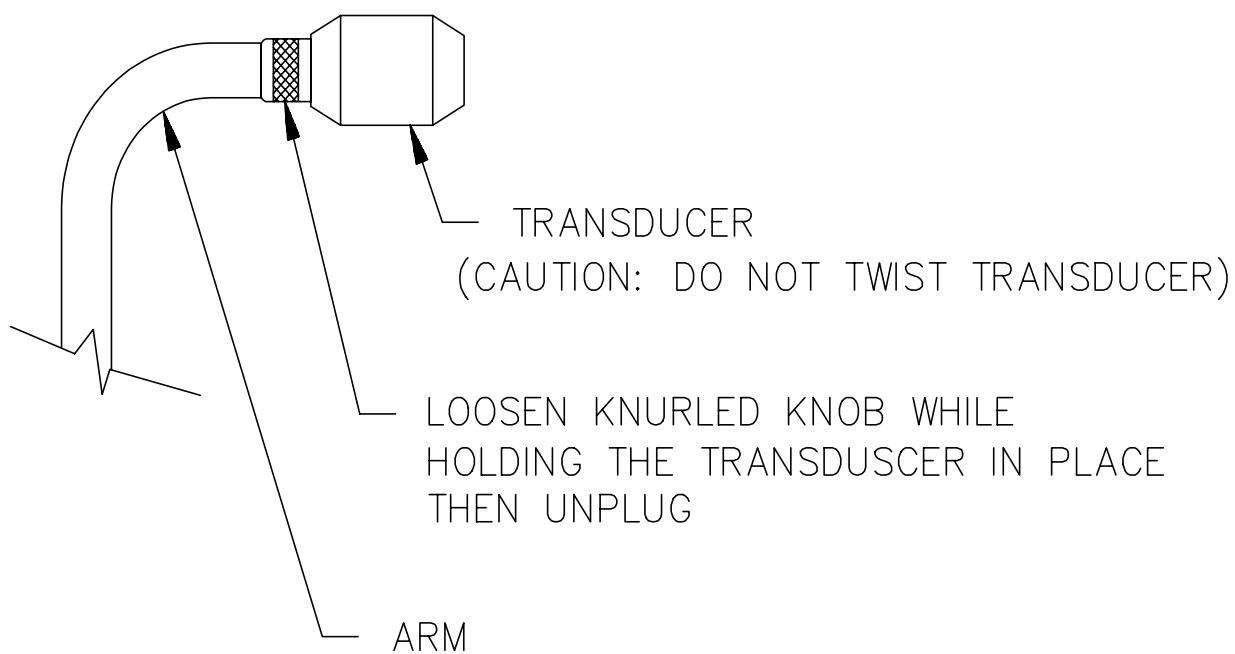 TRANSDUCER
(CAUTION: DO NOT TWIST TRANSDUCER)
LOOSEN KNURLED KNOB WHILE
HOLDING THE TRANSDUSCER IN PLACE
THEN UNPLUG
ARM